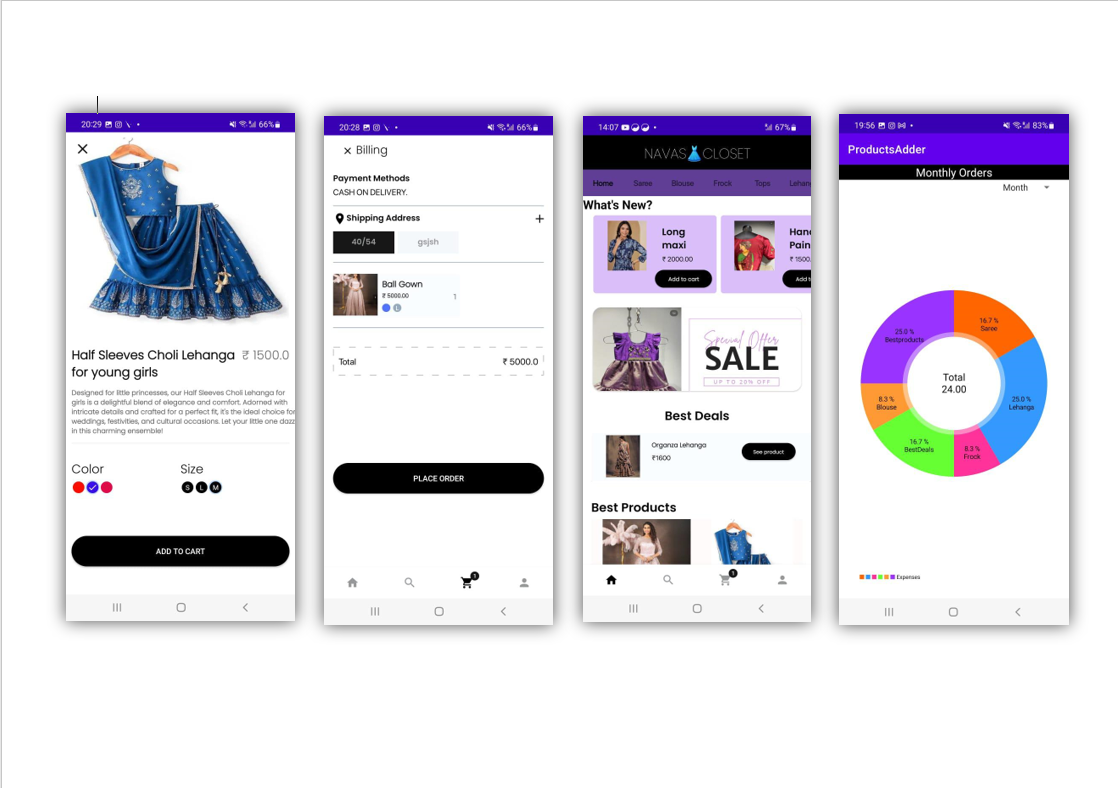 20:29
66%
Half Sleeves Choli Lehanga
for young girls
₹ 1500.0
Designed for little princesses, our Half Sleeves Choli Lehanga for
girls is a delightful blend of elegance and comfort. Adorned with
intricate details and crafted for a perfect fit, it's the ideal choice for
weddings, festivities, and cultural occasions. Let your little one dazz
in this charming ensemble!
Color
Size
S L M
ADD TO CART
20:28
66%
Billing
Payment Methods
CASH ON DELIVERY.
Shipping Address
40/54
gsjsh
Ball Gown
₹ 5000.00
1
L
Total
₹ 5000.0
PLACE ORDER
1
14:07
67%
NAVAS CLOSET
Home Saree Blouse Frock Tops Lehang
What's New?
Long
maxi
₹ 2000.00
Add to cart
Han
Pain
₹ 1500.
Add t
Special Offer
SALE
UP TO 20% OFF
Best Deals
Organza Lehanga
₹1600
See product
Best Products
1
19:56
83%
ProductsAdder
Monthly Orders
Month
25.0 %
Bestproducts
16.7 %
Saree
Total
24.00
8.3 %
Blouse
25.0 %
Lehanga
16.7 %
BestDeals
8.3 %
Frock
Expenses